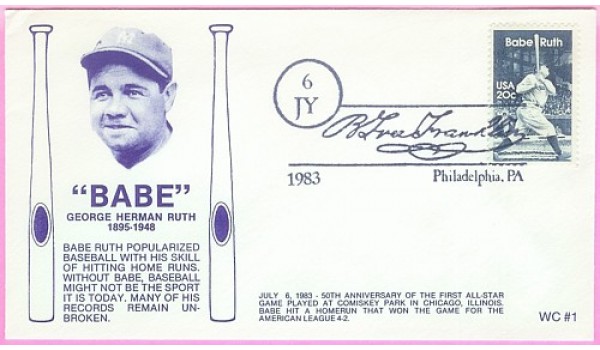 "BABE"
GEORGE HERMAN RUTH
1895-1948
BABE RUTH POPULARIZED
BASEBALL WITH HIS SKILL
OF HITTING HOME RUNS.
WITHOUT BABE, BASEBALL
MIGHT NOT BE THE SPORT
IT IS TODAY. MANY OF HIS
RECORDS REMAIN UN-
BROKEN.
6
JY
B Free Franklin
1983
Philadelphia, PA
Babe Ruth
USA
20c
JULY 6, 1983 - 50TH ANNIVERSARY OF THE FIRST ALL-STAR
GAME PLAYED AT COMISKEY PARK IN CHICAGO, ILLINOIS.
BABE HIT A HOMERUN THAT WON THE GAME FOR THE
AMERICAN LEAGUE 4-2.
WC #1